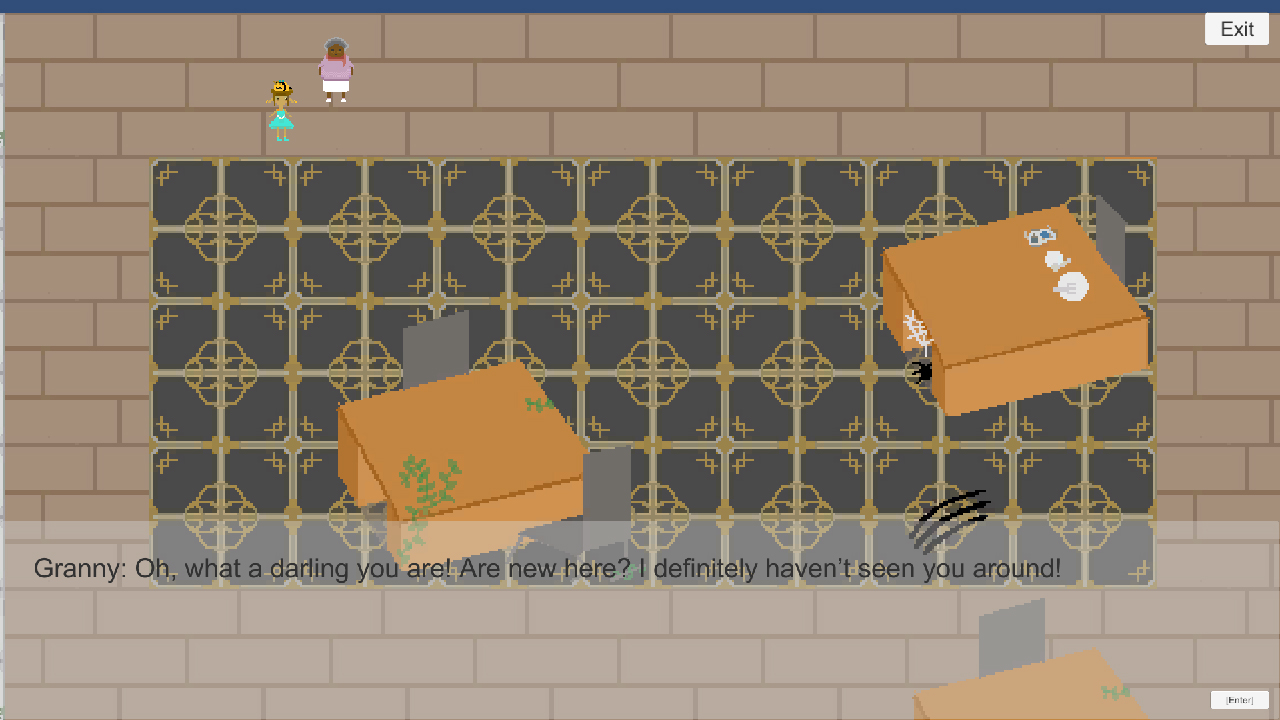 Exit
Granny: Oh, what a darling you are! Are new here? I definitely haven't seen you around!
[Enter]